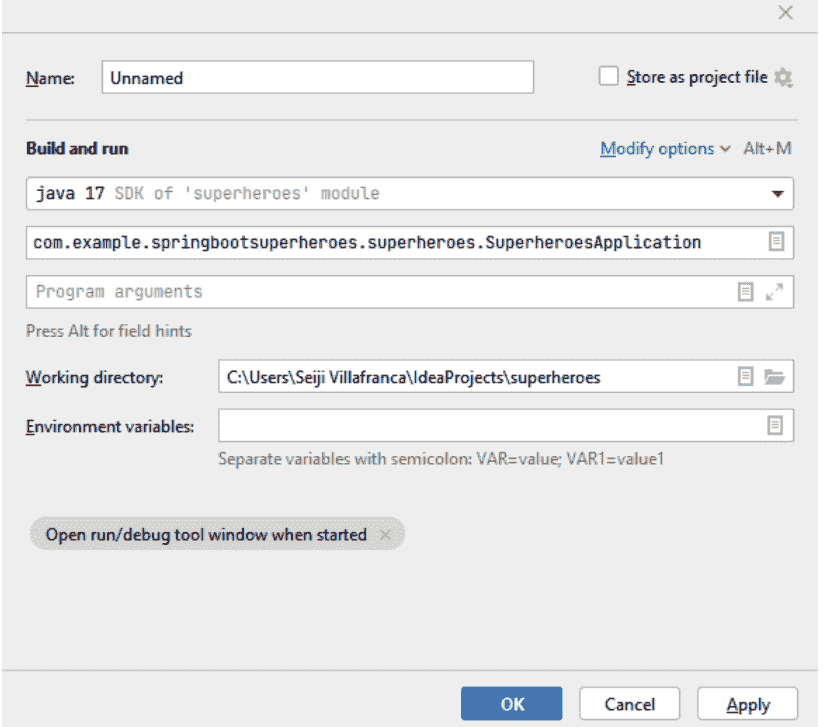 Name: Unnamed Store as project file
Build and run Modify options Alt+M
java 17 SDK of 'superheroes' module
com.example.springbootsuperheroes.superheroes.SuperheroesApplication
Program arguments
Press Alt for field hints
Working directory: C:\Users\Seiji Villafranca\IdeaProjects\superheroes
Environment variables:
Separate variables with semicolon: VAR=value; VAR1=value1
Open run/debug tool window when started
OK Cancel Apply